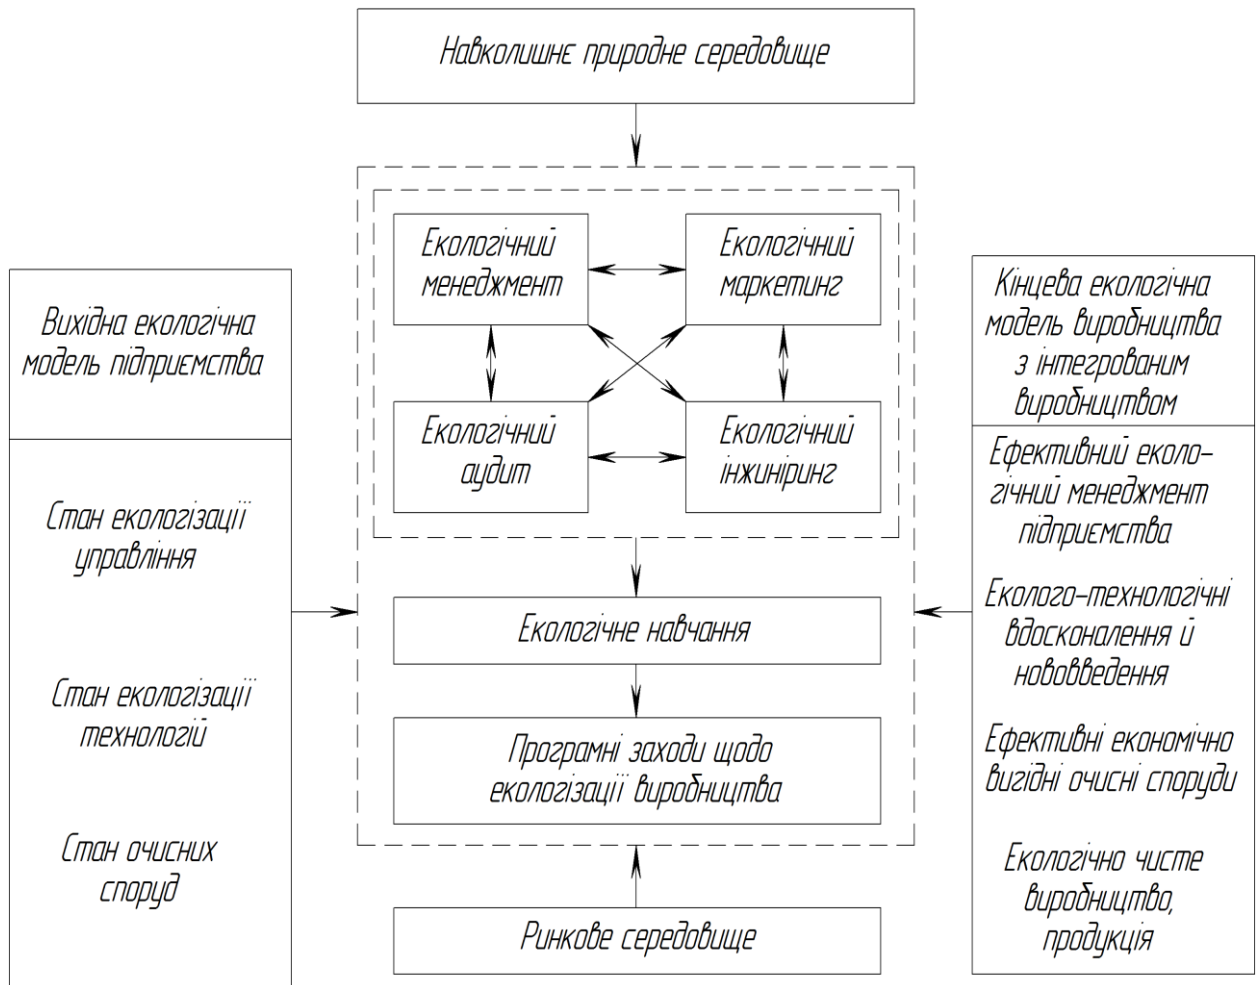 Навколишнє природне середовище
Екологічний
менеджмент
Екологічний
маркетинг
Екологічний
аудит
Екологічний
інжиніринг
Вихідна екологічна
модель підприємства
Стан екологізації
управління
Стан екологізації
технологій
Стан очисних
споруд
Екологічне навчання
Програмні заходи щодо
екологізації виробництва
Ринкове середовище
Кінцева екологічна
модель виробництва
з інтегрованим
виробництвом
Ефективний еколо-
гічний менеджмент
підприємства
Еколого-технологічні
вдосконалення й
нововведення
Ефективні економічно
вигідні очисні споруди
Екологічно чисте
виробництво,
продукція